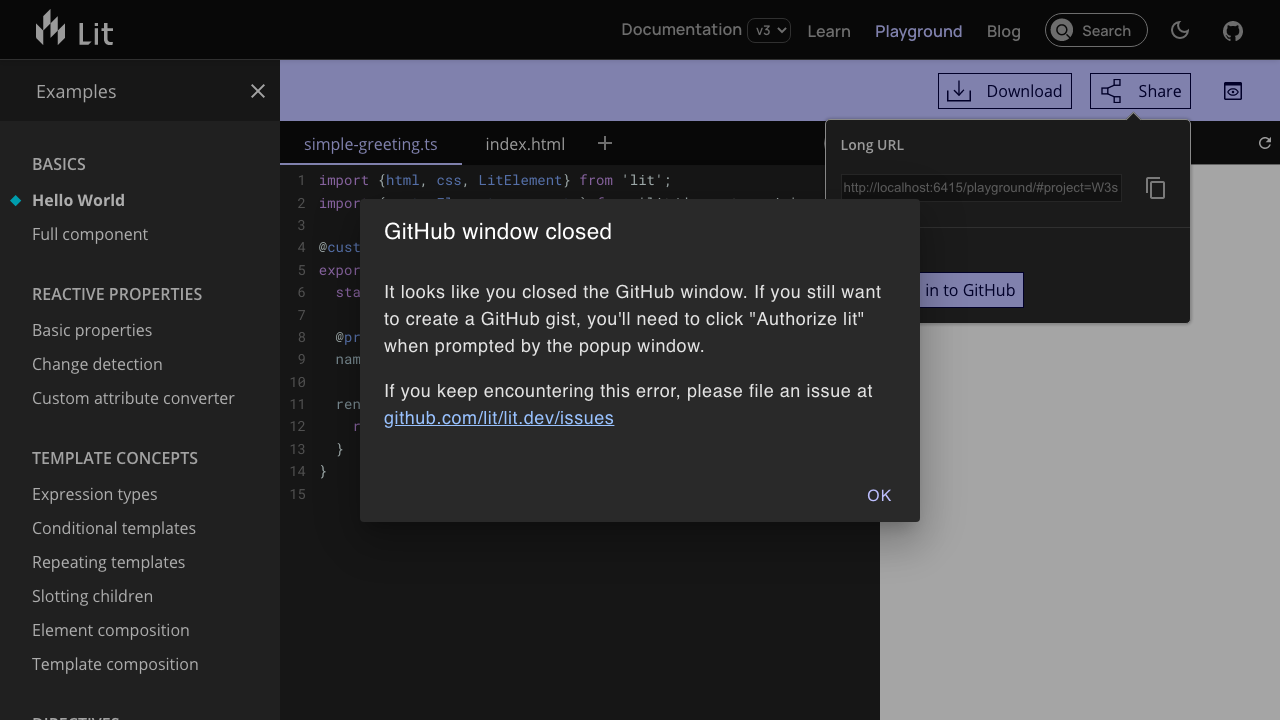 Lit
Documentation v3 Learn Playground Blog Search
Examples
Download Share
BASICS
Hello World
Full component
REACTIVE PROPERTIES
Basic properties
Change detection
Custom attribute converter
TEMPLATE CONCEPTS
Expression types
Conditional templates
Repeating templates
Slotting children
Element composition
Template composition
simple-greeting.ts index.html
1 import {html, css, LitElement} from 'lit';
2 impor
3
4 @cust
5 expor
6 sta
7
8 @pr
9 nam
10
11 ren
12 r
13 }
14 }
15
Long URL
http://localhost:6415/playground/#project=W3s
in to GitHub
GitHub window closed
It looks like you closed the GitHub window. If you still want
to create a GitHub gist, you'll need to click "Authorize lit"
when prompted by the popup window.
If you keep encountering this error, please file an issue at
github.com/lit/lit.dev/issues
OK